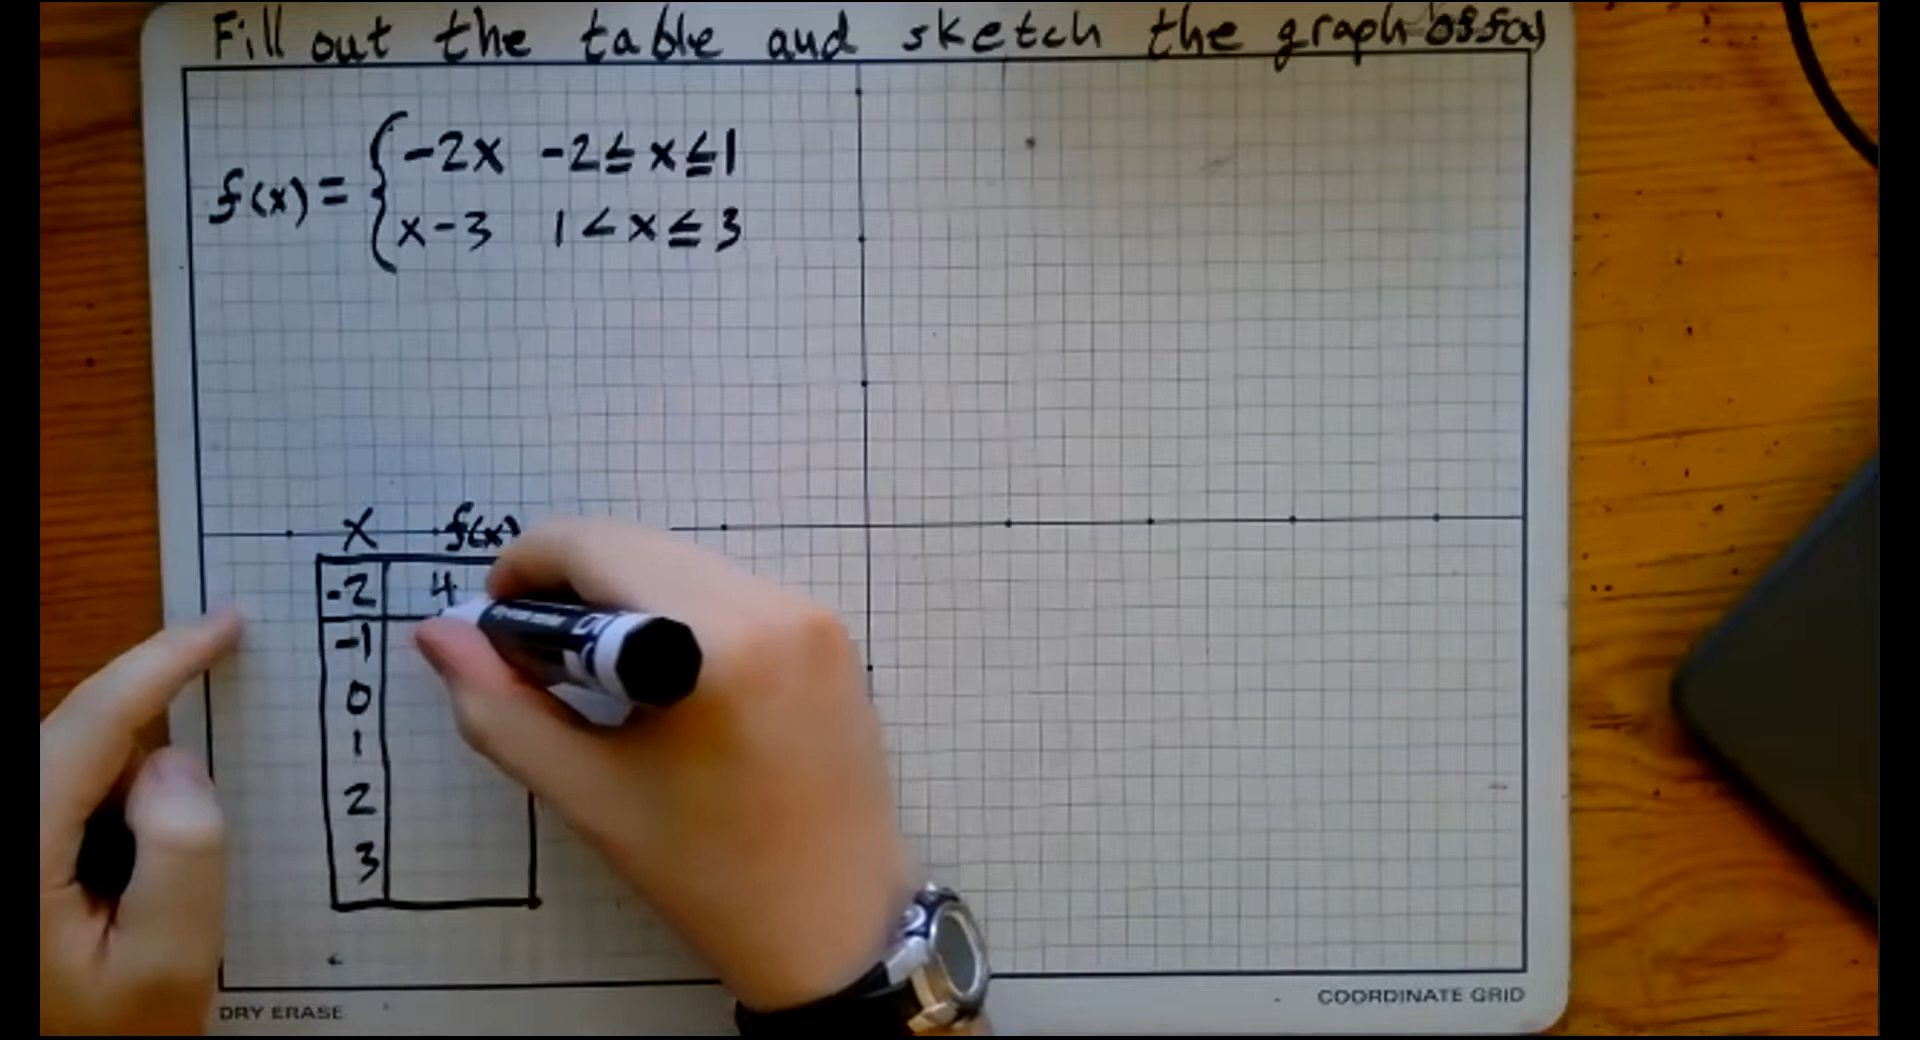 Fill out the table and sketch the graph of f(x)
f(x) = { -2x -2 ≤ x ≤ 1
x-3 1 < x ≤ 3
x f(x)
-2 4
-1
0
1
2
3
DRY ERASE
COORDINATE GRID